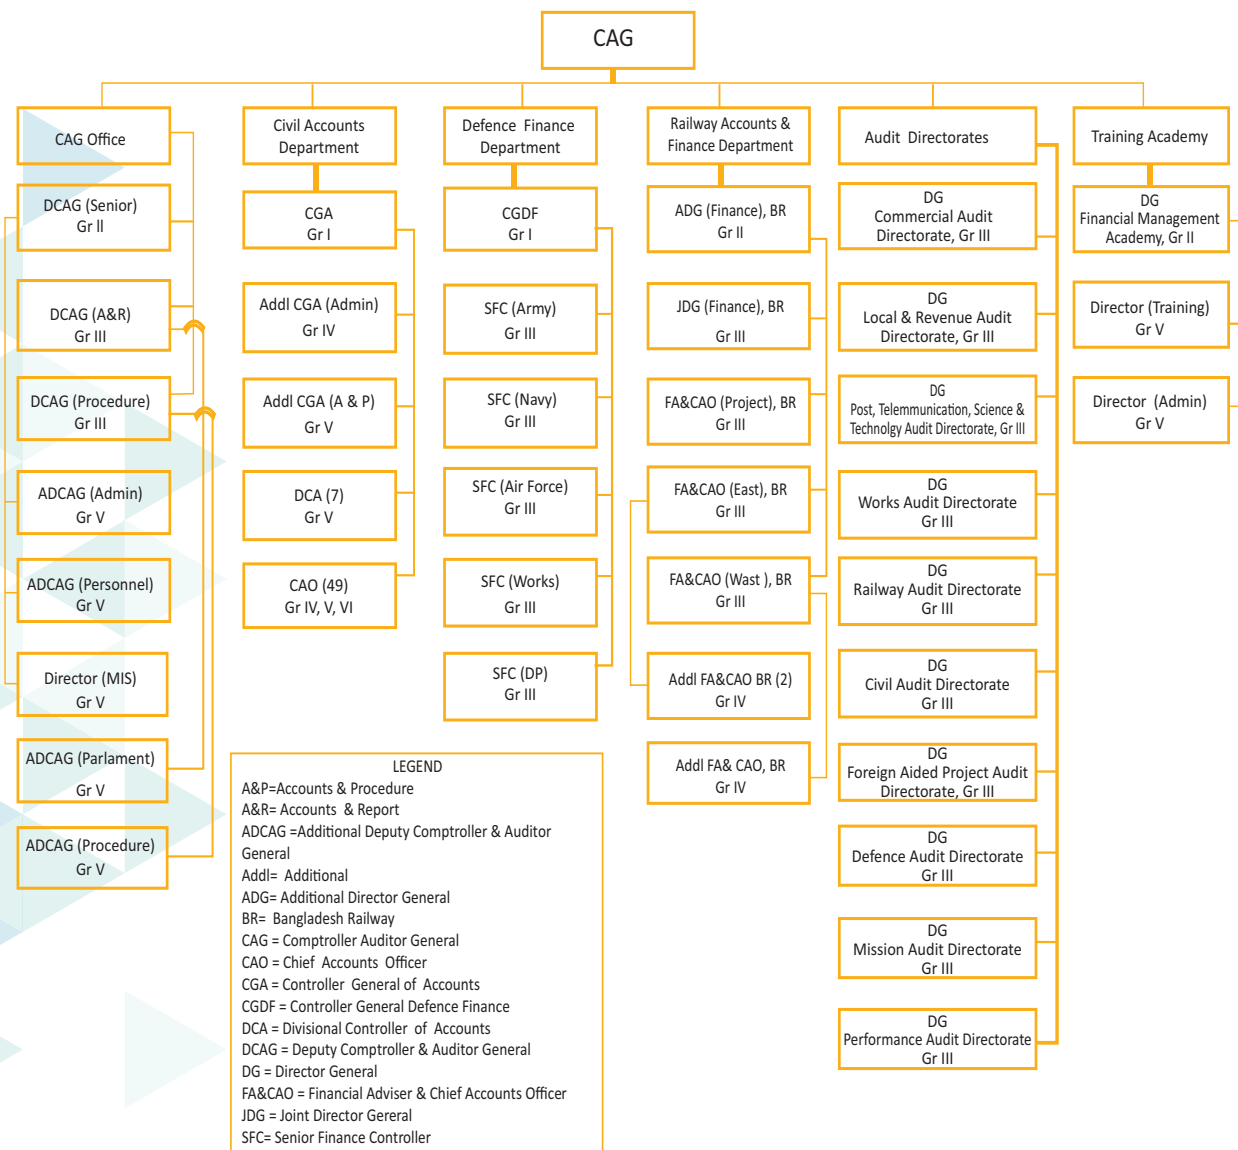 CAG
CAG Office
DCAG (Senior)
Gr II
DCAG (A&R)
Gr III
DCAG (Procedure)
Gr III
ADCAG (Admin)
Gr V
ADCAG (Personnel)
Gr V
Director (MIS)
Gr V
ADCAG (Parlament)
Gr V
ADCAG (Procedure)
Gr V
Civil Accounts
Department
CGA
Gr I
Addl CGA (Admin)
Gr IV
Addl CGA (A & P)
Gr V
DCA (7)
Gr V
CAO (49)
Gr IV, V, VI
Defence Finance
Department
CGDF
Gr I
SFC (Army)
Gr III
SFC (Navy)
Gr III
SFC (Air Force)
Gr III
SFC (Works)
Gr III
SFC (DP)
Gr III
Railway Accounts &
Finance Department
ADG (Finance), BR
Gr II
JDG (Finance), BR
Gr III
FA&CAO (Project), BR
Gr III
FA&CAO (East), BR
Gr III
FA&CAO (Wast ), BR
Gr III
Addl FA&CAO BR (2)
Gr IV
Addl FA& CAO, BR
Gr IV
Audit Directorates
DG
Commercial Audit
Directorate, Gr III
DG
Local & Revenue Audit
Directorate, Gr III
DG
Post, Telemmunication, Science &
Technolgy Audit Directorate, Gr III
DG
Works Audit Directorate
Gr III
DG
Railway Audit Directorate
Gr III
DG
Civil Audit Directorate
Gr III
DG
Foreign Aided Project Audit
Directorate, Gr III
DG
Defence Audit Directorate
Gr III
DG
Mission Audit Directorate
Gr III
DG
Performance Audit Directorate
Gr III
Training Academy
DG
Financial Management
Academy, Gr II
Director (Training)
Gr V
Director (Admin)
Gr V
LEGEND
A&P=Accounts & Procedure
A&R= Accounts & Report
ADCAG =Additional Deputy Comptroller & Auditor
General
Addl= Additional
ADG= Additional Director General
BR= Bangladesh Railway
CAG = Comptroller Auditor General
CAO = Chief Accounts Officer
CGA = Controller General of Accounts
CGDF = Controller General Defence Finance
DCA = Divisional Controller of Accounts
DCAG = Deputy Comptroller & Auditor General
DG = Director General
FA&CAO = Financial Adviser & Chief Accounts Officer
JDG = Joint Director Gereral
SFC= Senior Finance Controller